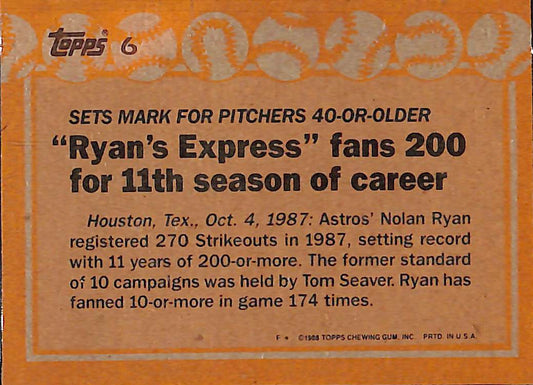 Topps® 6
SETS MARK FOR PITCHERS 40-OR-OLDER
"Ryan's Express" fans 200
for 11th season of career
Houston, Tex., Oct. 4, 1987: Astros' Nolan Ryan
registered 270 Strikeouts in 1987, setting record
with 11 years of 200-or-more. The former standard
of 10 campaigns was held by Tom Seaver. Ryan has
fanned 10-or-more in game 174 times.
F * ©1988 TOPPS CHEWING GUM, INC. PRTD. IN U.S.A.